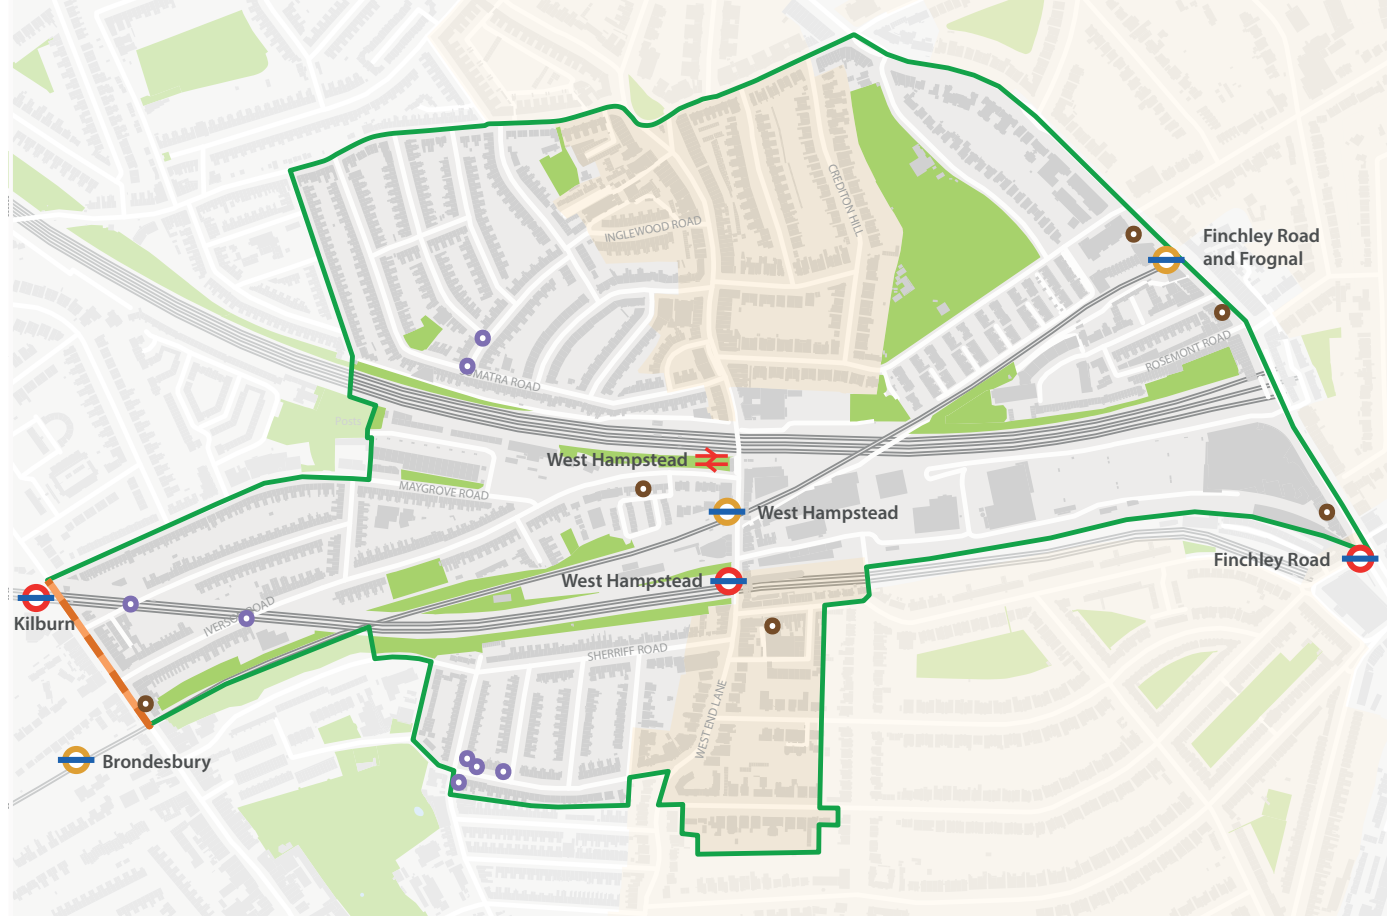 Finchley Road
and Frognal
CREDITON HILL
INGLEWOOD ROAD
ROSEMONT ROAD
MATRA ROAD
Posts
West Hampstead
MAYGROVE ROAD
West Hampstead
Finchley Road
West Hampstead
Kilburn
IVERSON ROAD
SHERRIFF ROAD
WEST END LANE
Brondesbury